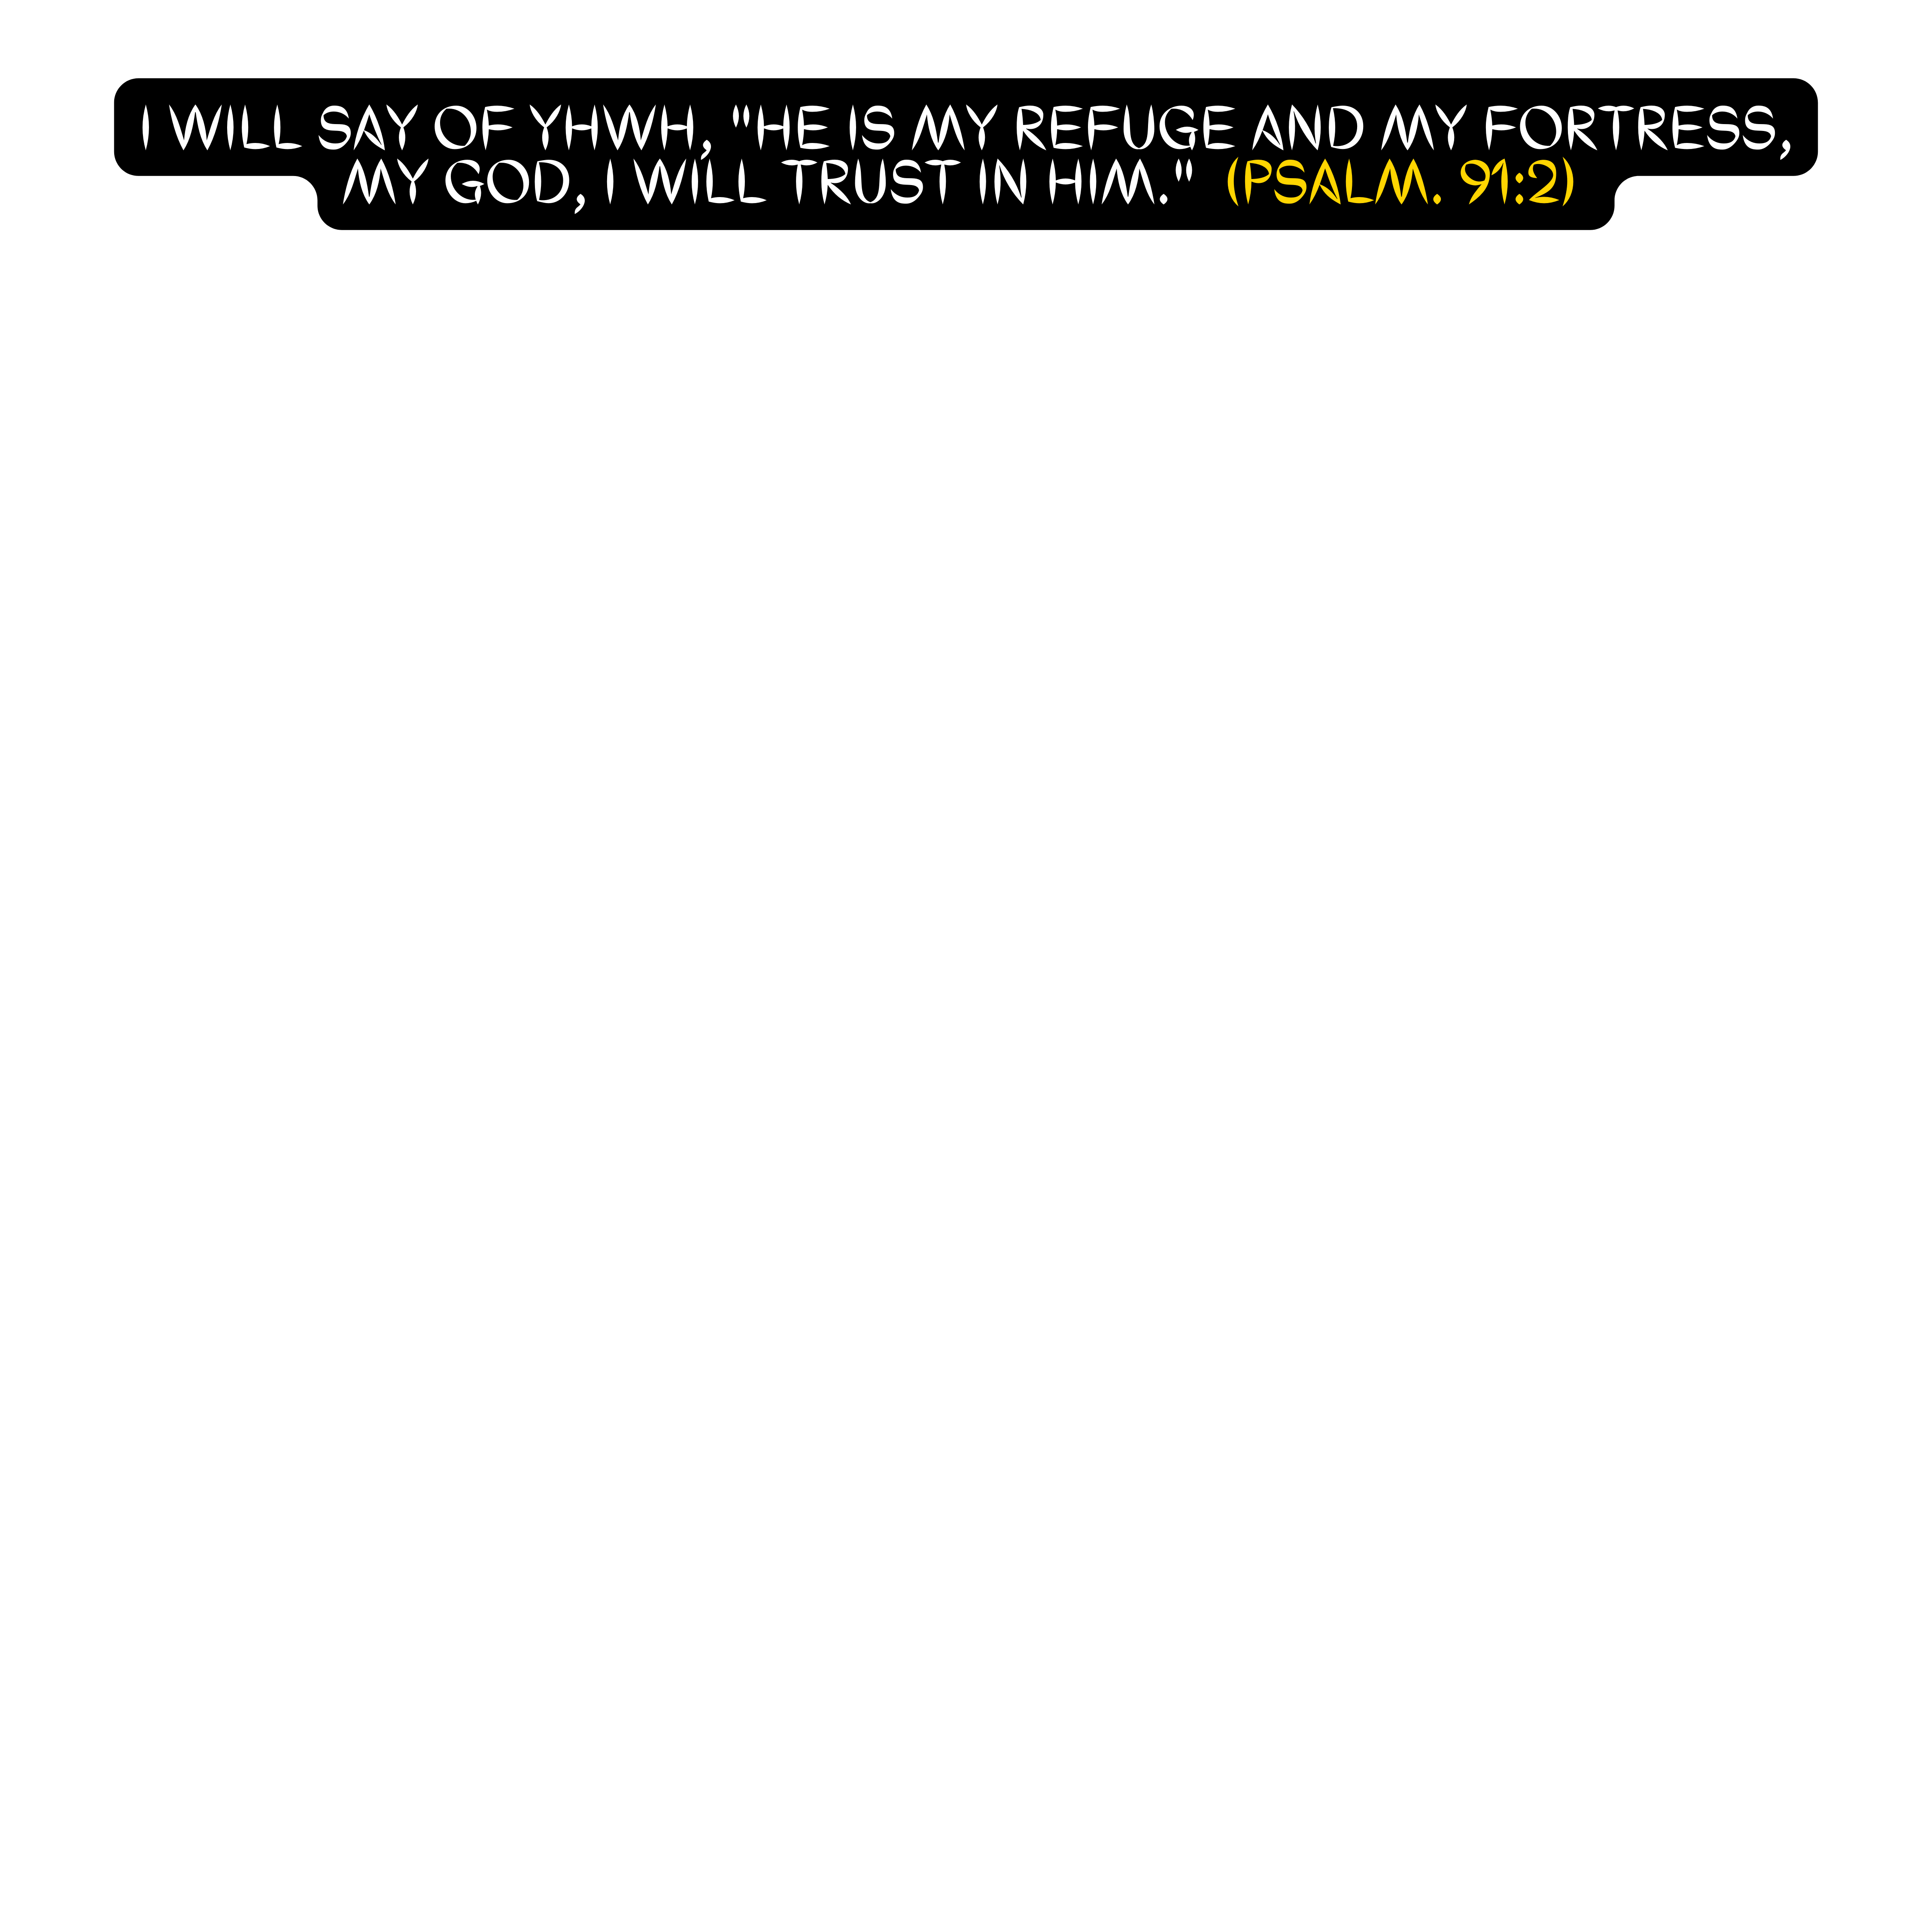 I WILL SAY OF YHWH, "HE IS MY REFUGE AND MY FORTRESS,
MY GOD, I WILL TRUST IN HIM." (PSALM. 91:2)